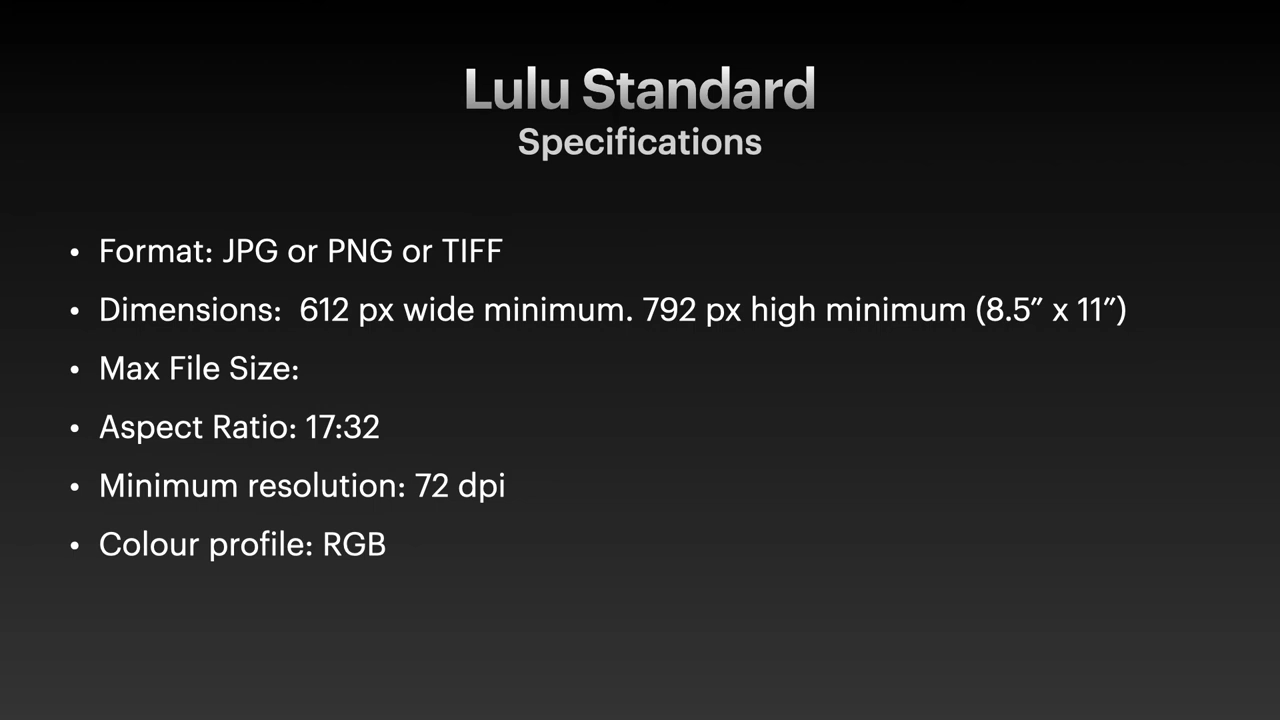 Lulu Standard
Specifications
• Format: JPG or PNG or TIFF
• Dimensions:  612 px wide minimum. 792 px high minimum (8.5″ x 11″)
• Max File Size:
• Aspect Ratio: 17:32
• Minimum resolution: 72 dpi
• Colour profile: RGB